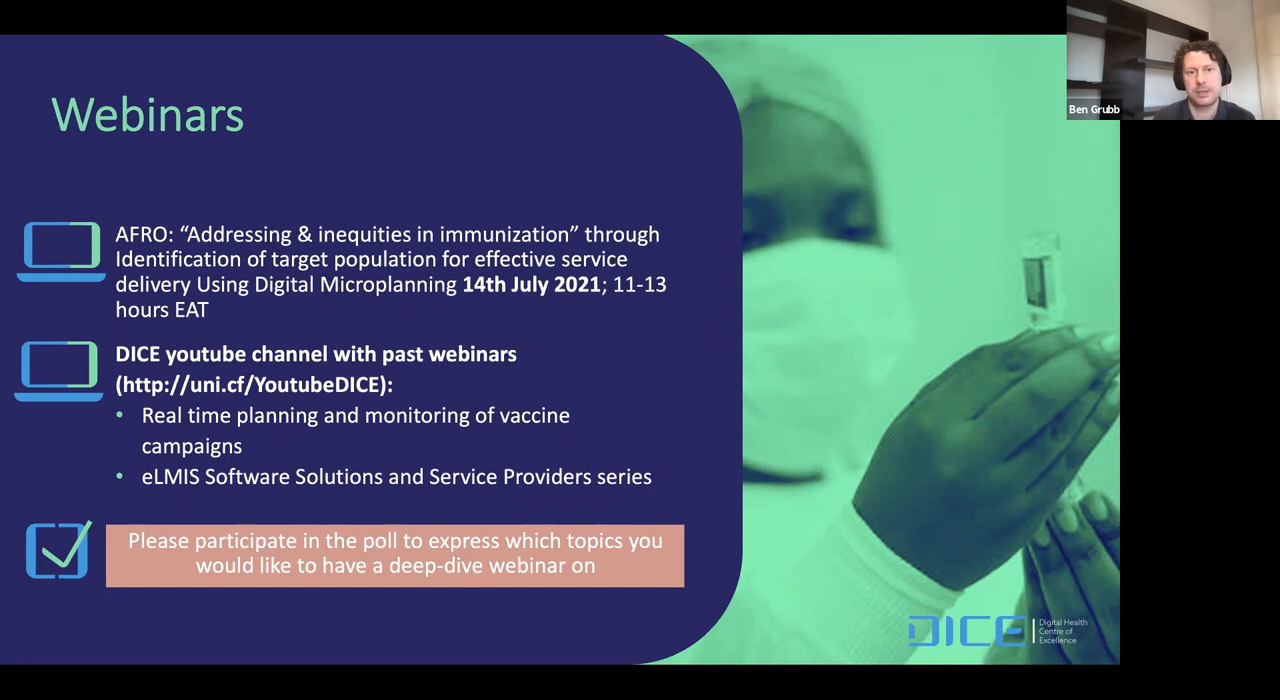 Webinars
AFRO: “Addressing & inequities in immunization” through
Identification of target population for effective service
delivery Using Digital Microplanning 14th July 2021; 11-13
hours EAT
DICE youtube channel with past webinars
(http://uni.cf/YoutubeDICE):
• Real time planning and monitoring of vaccine
campaigns
• eLMIS Software Solutions and Service Providers series
Please participate in the poll to express which topics you
would like to have a deep-dive webinar on
Ben Grubb
DICE
Digital Health
Centre of
Excellence